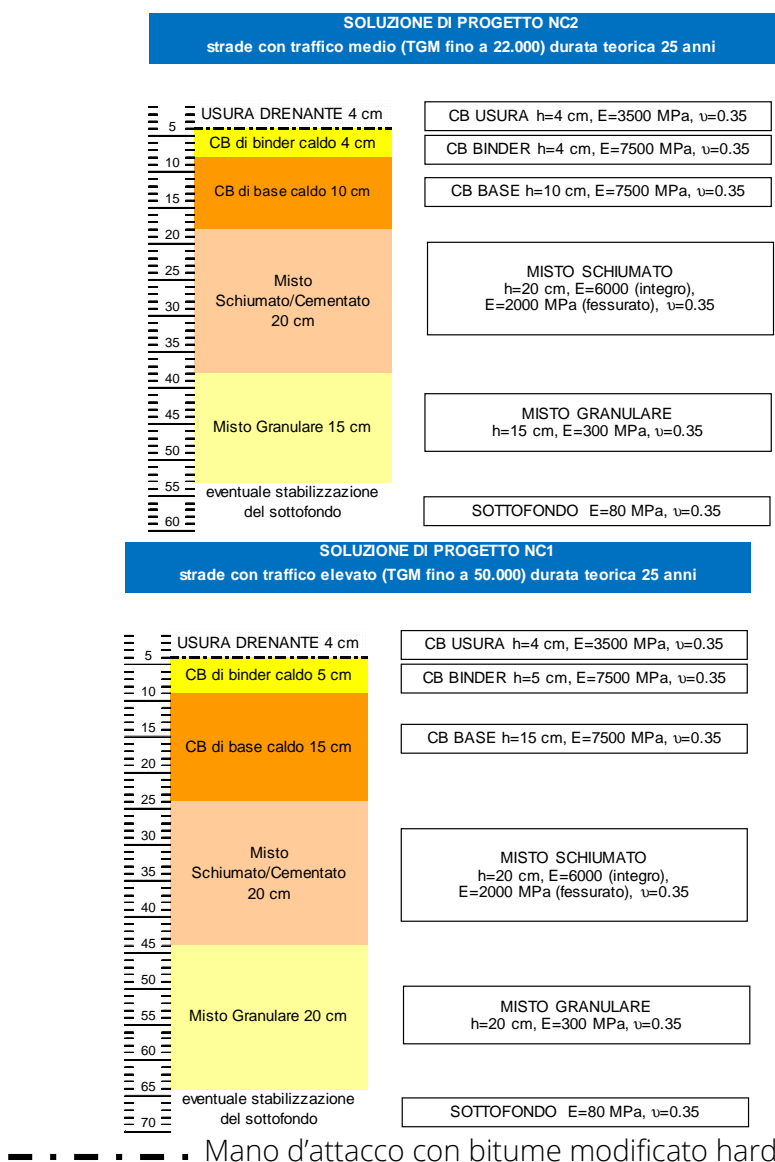 SOLUZIONE DI PROGETTO NC2
strade con traffico medio (TGM fino a 22.000) durata teorica 25 anni
USURA DRENANTE 4 cm
CB USURA h=4 cm, E=3500 MPa, υ=0.35
5
CB di binder caldo 4 cm
CB BINDER h=4 cm, E=7500 MPa, υ=0.35
10
CB di base caldo 10 cm
CB BASE h=10 cm, E=7500 MPa, υ=0.35
15
20
25
Misto
Schiumato/Cementato
20 cm
MISTO SCHIUMATO
h=20 cm, E=6000 (integro),
E=2000 MPa (fessurato), υ=0.35
30
35
40
45
Misto Granulare 15 cm
MISTO GRANULARE
h=15 cm, E=300 MPa, υ=0.35
50
55
eventuale stabilizzazione
del sottofondo
SOTTOFONDO E=80 MPa, υ=0.35
60
SOLUZIONE DI PROGETTO NC1
strade con traffico elevato (TGM fino a 50.000) durata teorica 25 anni
USURA DRENANTE 4 cm
CB USURA h=4 cm, E=3500 MPa, υ=0.35
5
CB di binder caldo 5 cm
CB BINDER h=5 cm, E=7500 MPa, υ=0.35
10
15
CB di base caldo 15 cm
CB BASE h=15 cm, E=7500 MPa, υ=0.35
20
25
30
Misto
Schiumato/Cementato
20 cm
MISTO SCHIUMATO
h=20 cm, E=6000 (integro),
E=2000 MPa (fessurato), υ=0.35
35
40
45
50
55
Misto Granulare 20 cm
MISTO GRANULARE
h=20 cm, E=300 MPa, υ=0.35
60
65
eventuale stabilizzazione
del sottofondo
SOTTOFONDO E=80 MPa, υ=0.35
70
Mano d’attacco con bitume modificato hard